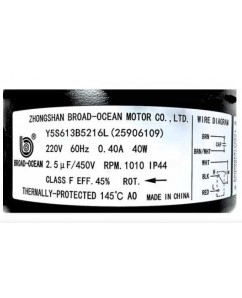 ZHONGSHAN BROAD-OCEAN MOTOR CO.,LTD.
Y5S613B5216L(25906109)
220V 60Hz 0.40A 40W
BROAD-OCEAN 2.5μF/450V RPM.1010 IP44
CLASS F EFF.45% ROT.→
THERMALLY-PROTECTED 145℃ AO MADE IN CHINA
WIRE DIAGRAM
BRN
CAP
BRN/WHT
WHT
BLK
RED
H
L